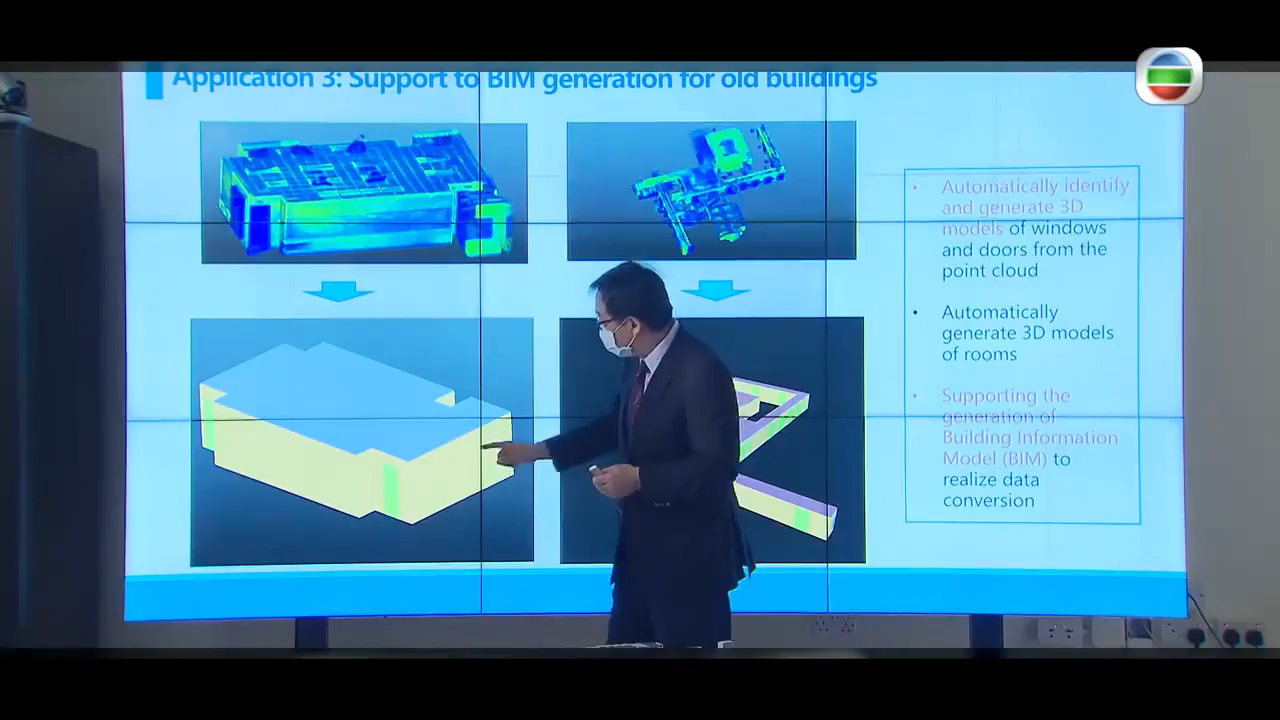 Application 3: Support to BIM generation for old buildings
• Automatically identify
and generate 3D
models of windows
and doors from the
point cloud
• Automatically
generate 3D models
of rooms
• Supporting the
generation of
Building Information
Model (BIM) to
realize data
conversion